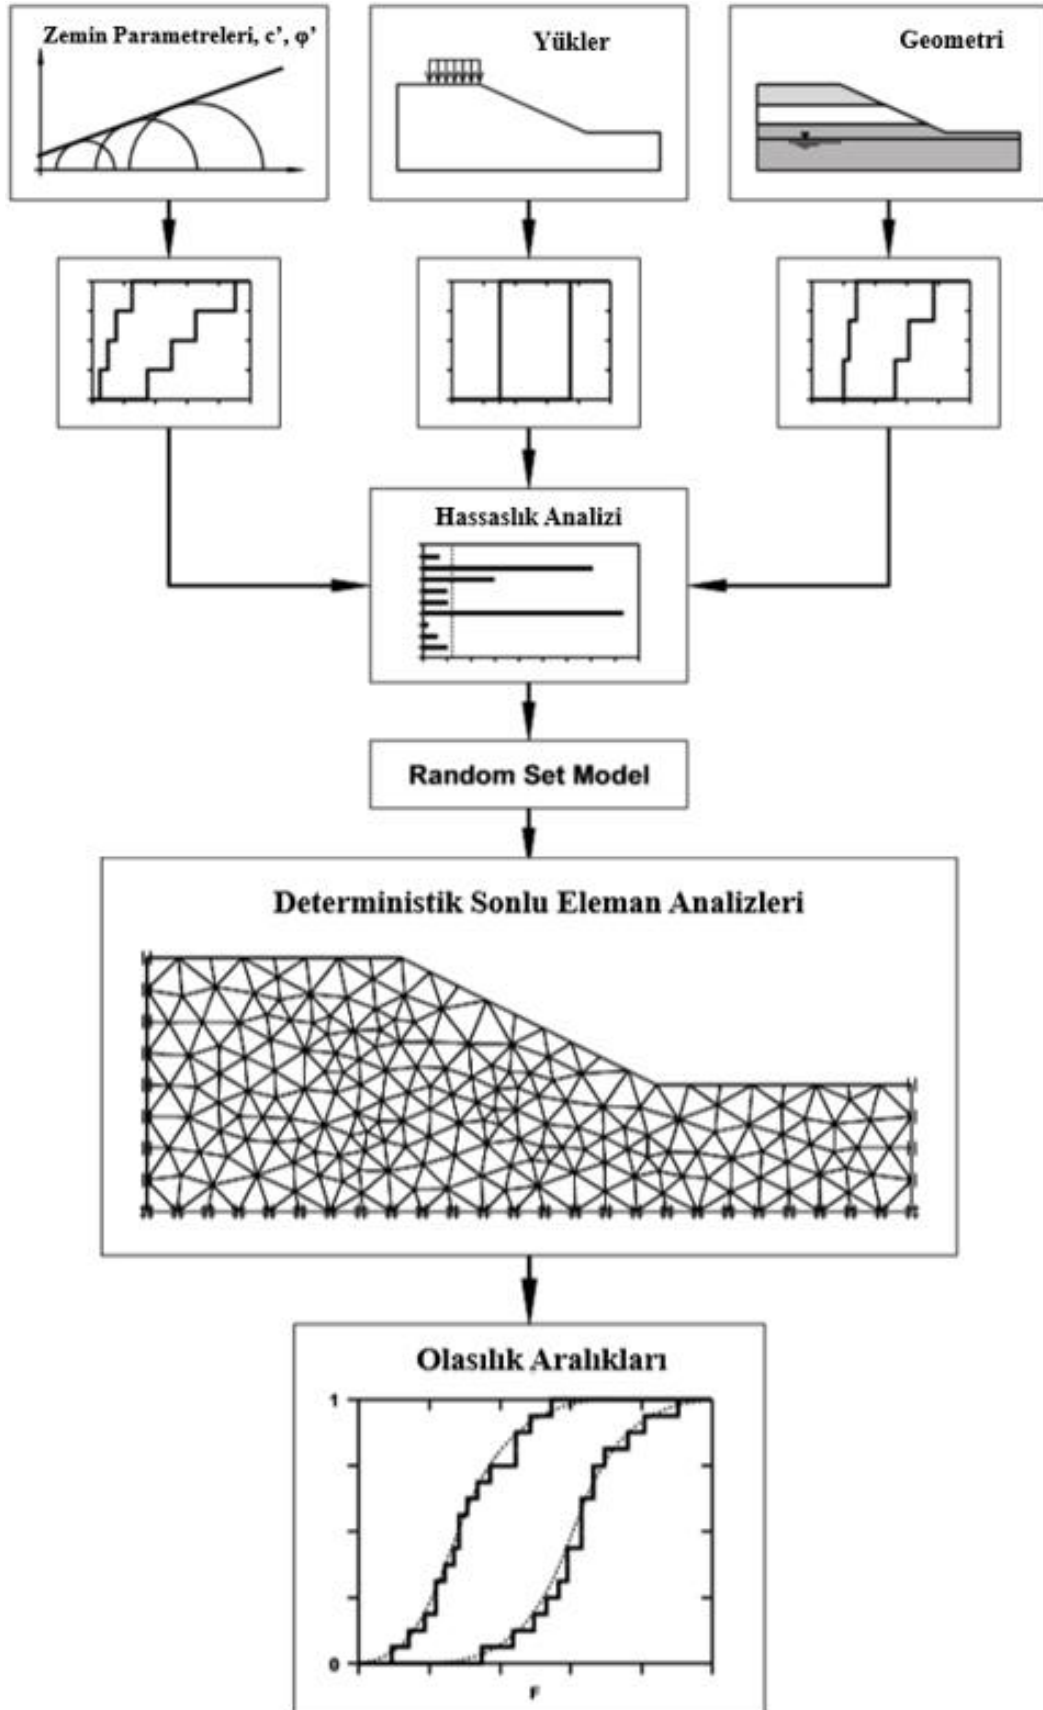 Zemin Parametreleri, c’, φ’
Yükler
Geometri
Hassaslık Analizi
Random Set Model
Deterministik Sonlu Eleman Analizleri
Olasılık Aralıkları
1
0
F